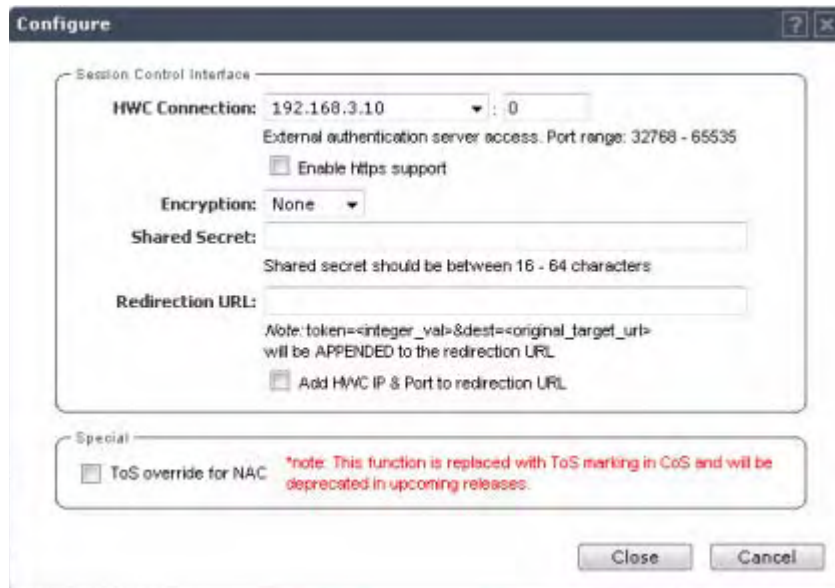 Configure
? x
Session Control Interface
HWC Connection: 192.168.3.10 : 0
External authentication server access. Port range: 32768 - 65535
Enable https support
Encryption: None
Shared Secret:
Shared secret should be between 16 - 64 characters
Redirection URL:
Note: token=<integer_val>&dest=<original_target_url>
will be APPENDED to the redirection URL
Add HWC IP & Port to redirection URL
Special
ToS override for NAC
*note: This function is replaced with ToS marking in CoS and will be
deprecated in upcoming releases.
Close
Cancel